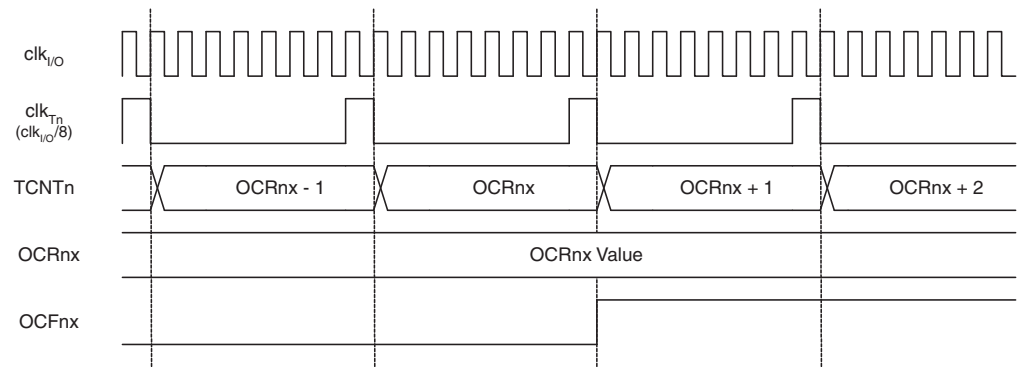 clkI/O
clkTn
(clkI/O/8)
TCNTn OCRnx - 1 OCRnx OCRnx + 1 OCRnx + 2
OCRnx OCRnx Value
OCFnx